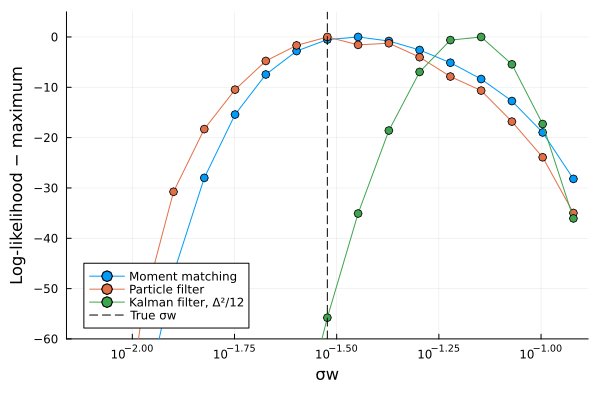 Log-likelihood − maximum
0
−10
−20
−30
−40
−50
−60
Moment matching
Particle filter
Kalman filter, Δ²/12
True σw
10⁻²·⁰⁰ 10⁻¹·⁷⁵ 10⁻¹·⁵⁰ 10⁻¹·²⁵ 10⁻¹·⁰⁰
σw